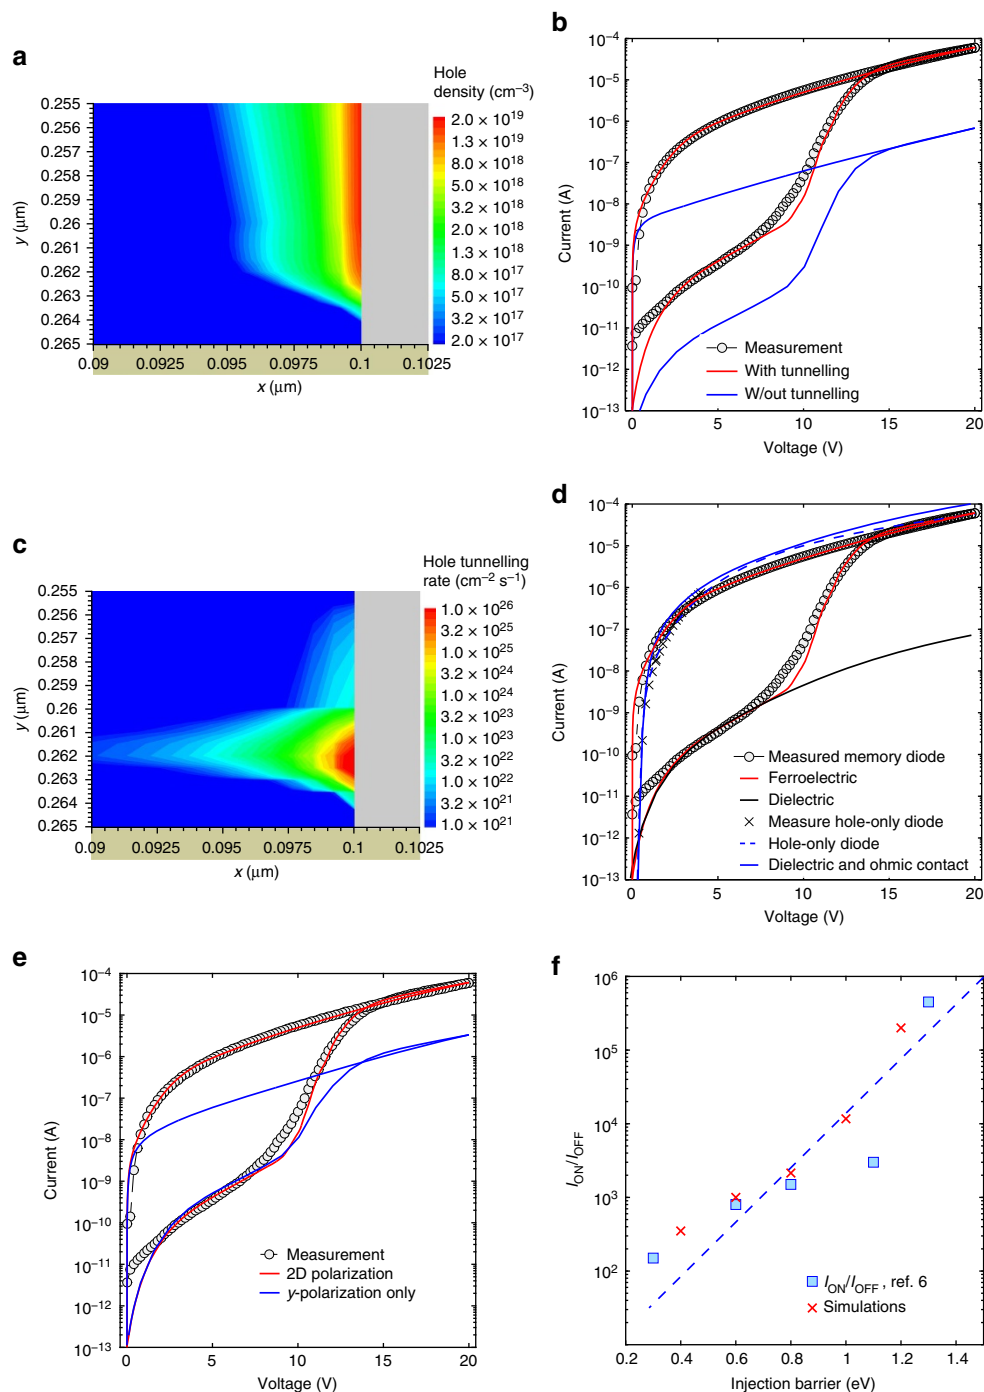 a
Hole
density (cm⁻³)
0.255
0.256
0.257
0.258
0.259
0.26
0.261
0.262
0.263
0.264
0.265
y (μm)
2.0 × 10¹⁹
1.3 × 10¹⁹
8.0 × 10¹⁸
5.0 × 10¹⁸
3.2 × 10¹⁸
2.0 × 10¹⁸
1.3 × 10¹⁸
8.0 × 10¹⁷
5.0 × 10¹⁷
3.2 × 10¹⁷
2.0 × 10¹⁷
0.09 0.0925 0.095 0.0975 0.1 0.1025
x (μm)
b
10⁻⁴
10⁻⁵
10⁻⁶
10⁻⁷
10⁻⁸
10⁻⁹
10⁻¹⁰
10⁻¹¹
10⁻¹²
10⁻¹³
Current (A)
Measurement
With tunnelling
W/out tunnelling
0 5 10 15 20
Voltage (V)
c
Hole tunnelling
rate (cm⁻² s⁻¹)
0.255
0.256
0.258
0.259
0.26
0.261
0.262
0.263
0.265
y (μm)
1.0 × 10²⁶
3.2 × 10²⁵
1.0 × 10²⁵
3.2 × 10²⁴
1.0 × 10²⁴
3.2 × 10²³
1.0 × 10²³
3.2 × 10²²
1.0 × 10²²
3.2 × 10²¹
1.0 × 10²¹
0.09 0.0925 0.095 0.0975 0.1 0.1025
x (μm)
d
10⁻⁴
10⁻⁵
10⁻⁶
10⁻⁷
10⁻⁸
10⁻⁹
10⁻¹⁰
10⁻¹¹
10⁻¹²
10⁻¹³
Current (A)
Measured memory diode
Ferroelectric
Dielectric
Measure hole-only diode
Hole-only diode
Dielectric and ohmic contact
0 5 10 15 20
Voltage (V)
e
10⁻⁴
10⁻⁵
10⁻⁶
10⁻⁷
10⁻⁸
10⁻⁹
10⁻¹⁰
10⁻¹¹
10⁻¹²
10⁻¹³
Current (A)
Measurement
2D polarization
y-polarization only
0 5 10 15 20
Voltage (V)
f
10⁶
10⁵
10⁴
10³
10²
I_ON/I_OFF
I_ON/I_OFF , ref. 6
Simulations
0.2 0.4 0.6 0.8 1 1.2 1.4
Injection barrier (eV)